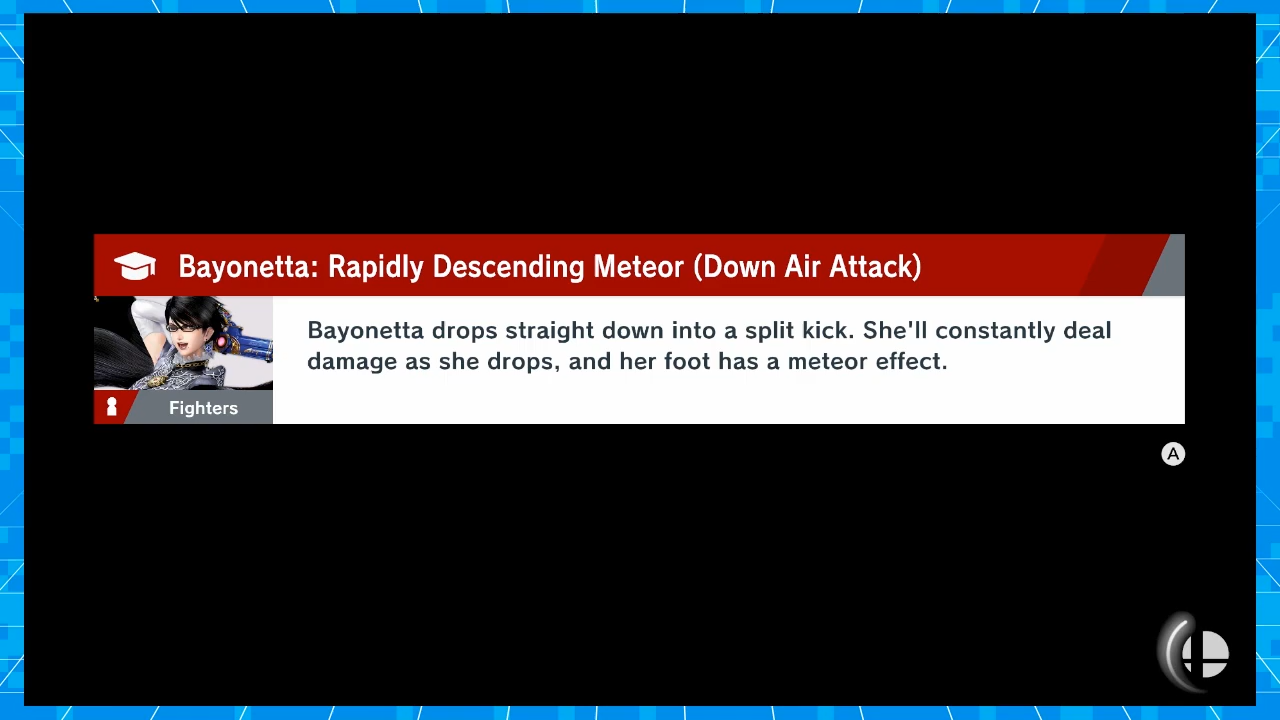 Bayonetta: Rapidly Descending Meteor (Down Air Attack)
Bayonetta drops straight down into a split kick. She'll constantly deal
damage as she drops, and her foot has a meteor effect.
Fighters
A